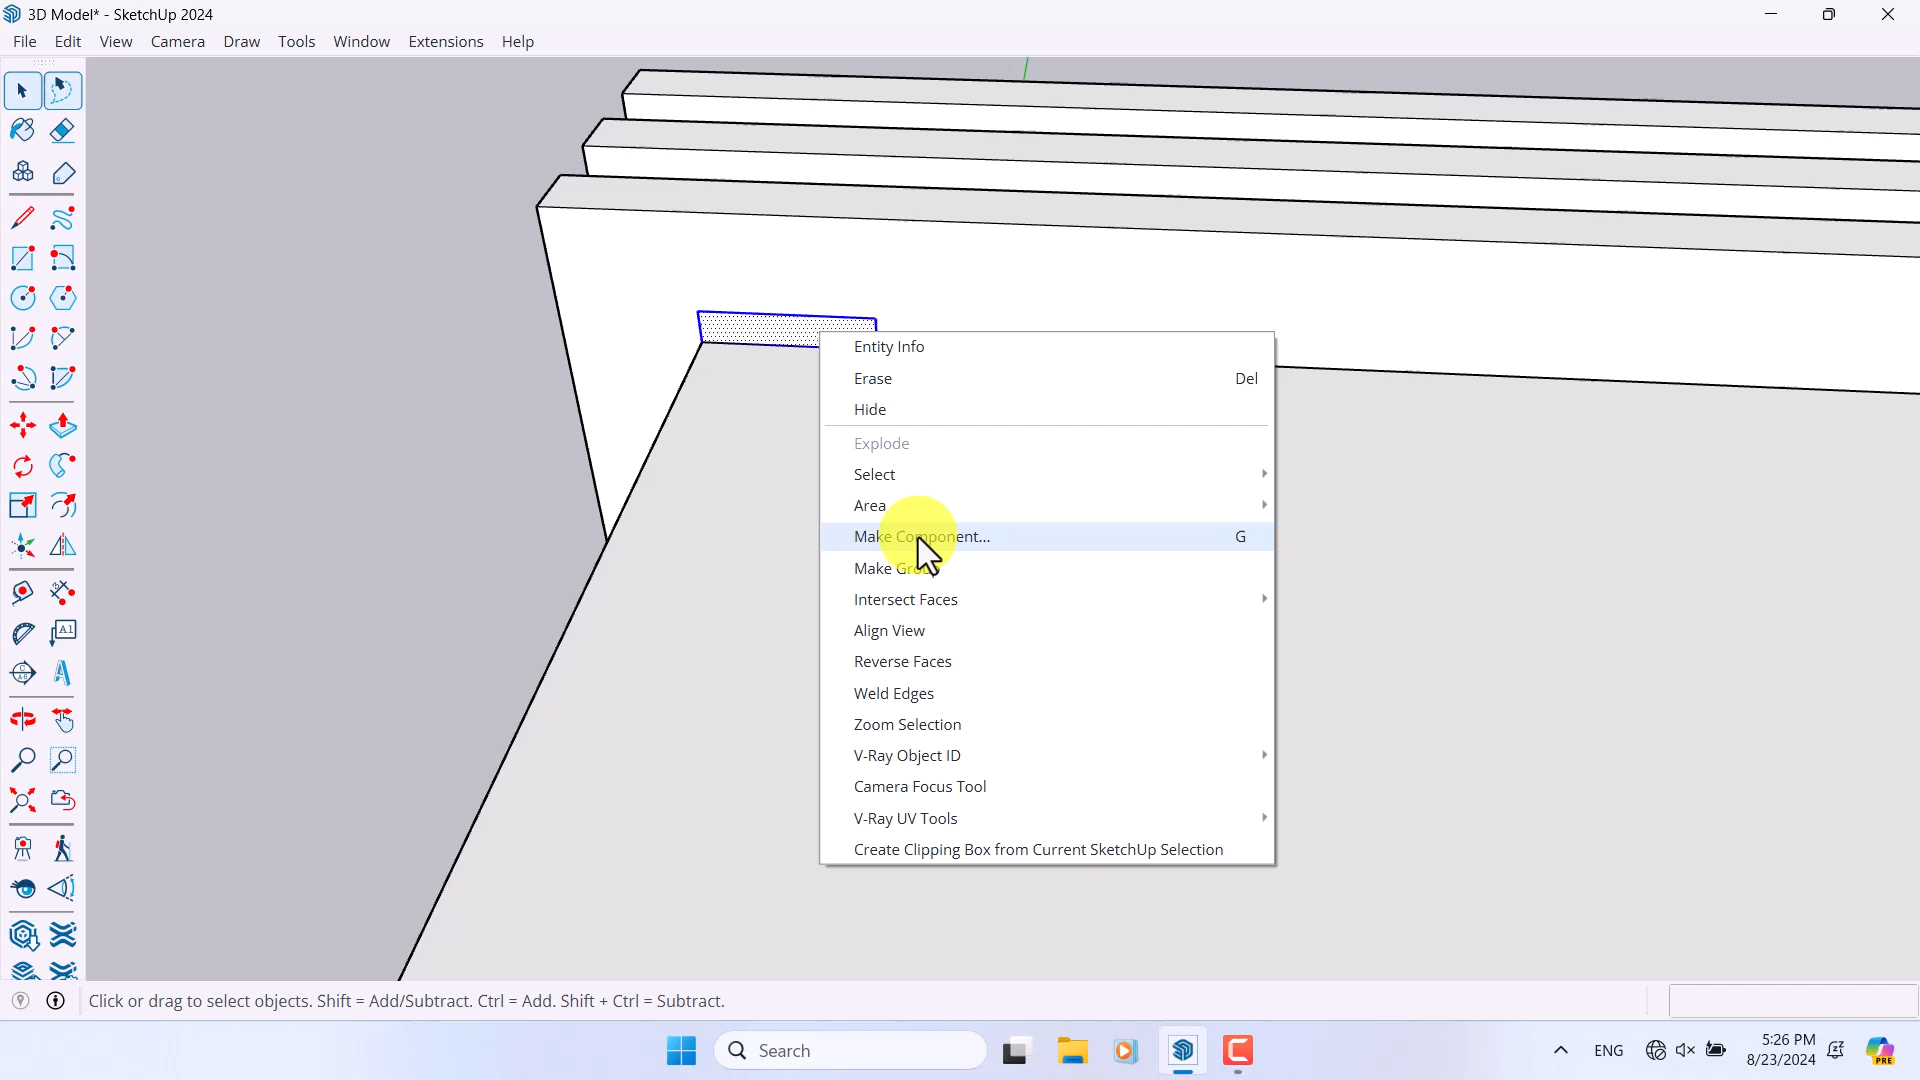 3D Model* - SketchUp 2024
File Edit View Camera Draw Tools Window Extensions Help
A1
Entity Info
Erase Del
Hide
Explode
Select
Area
Make Component... G
Make Group
Intersect Faces
Align View
Reverse Faces
Weld Edges
Zoom Selection
V-Ray Object ID
Camera Focus Tool
V-Ray UV Tools
Create Clipping Box from Current SketchUp Selection
Click or drag to select objects. Shift = Add/Subtract. Ctrl = Add. Shift + Ctrl = Subtract.
Search
ENG
5:26 PM
8/23/2024
PRE